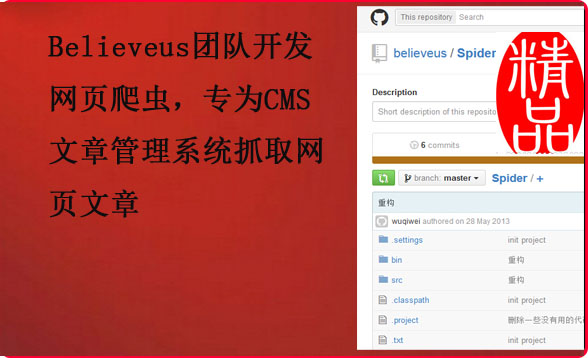 Believeus团队开发
网页爬虫，专为CMS
文章管理系统抓取网
页文章
This repository Search
believeus / Spider
精品
Description
Short description of this reposito
6 commits
branch: master
Spider / +
重构
wuqiwei authored on 28 May 2013
.settings init project
bin 重构
src 重构
.classpath init project
.project 删除一些没有用的代
.txt init project